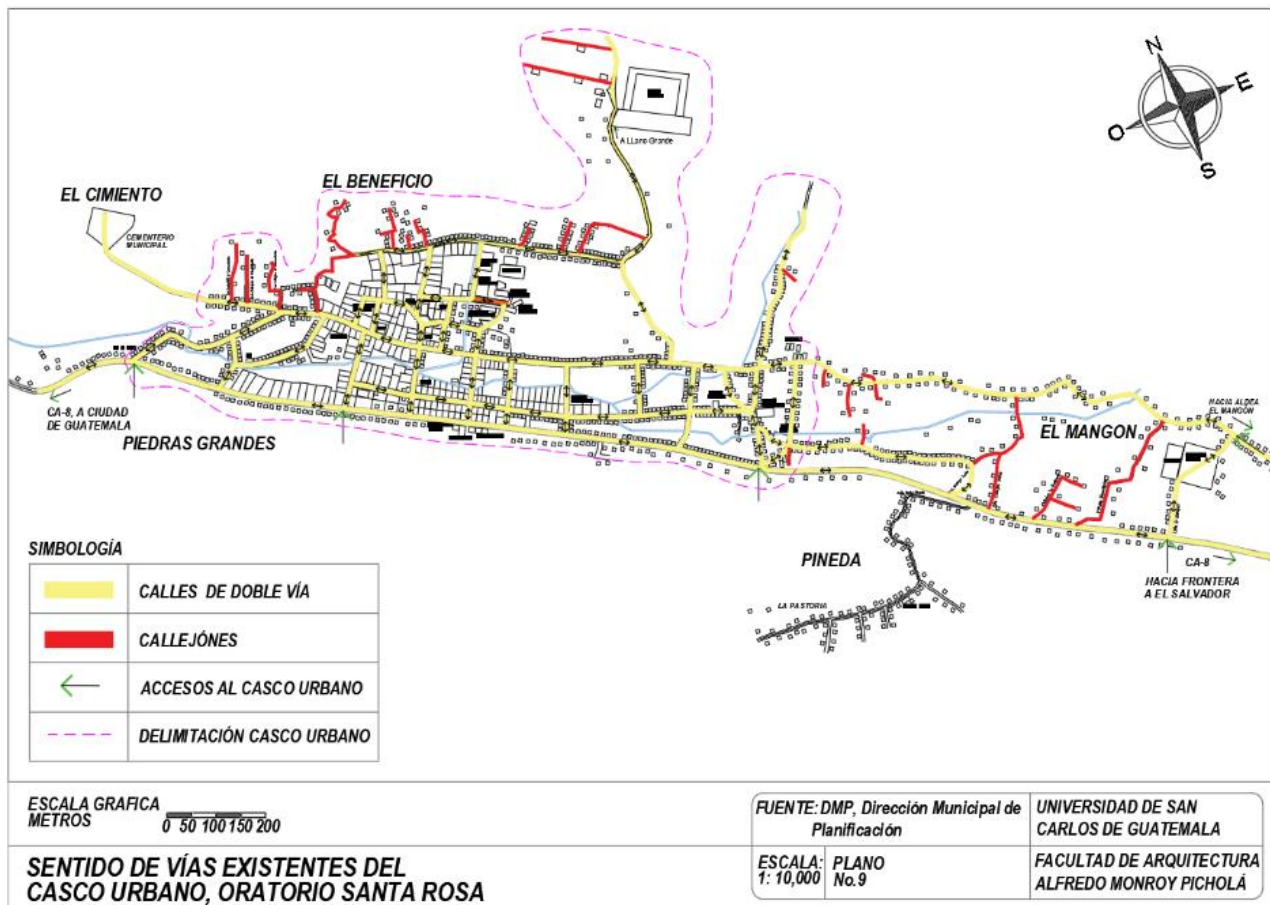 N
E
O
S
A LLano Grande
EL BENEFICIO
EL CIMIENTO
CEMENTERIO
MUNICIPAL
CA-8, A CIUDAD
DE GUATEMALA
PIEDRAS GRANDES
HACIA ALDEA
EL MANGÓN
EL MANGON
PINEDA
LA PASTORIA
CA-8
HACIA FRONTERA
A EL SALVADOR
SIMBOLOGÍA
CALLES DE DOBLE VÍA
CALLEJÓNES
ACCESOS AL CASCO URBANO
DELIMITACIÓN CASCO URBANO
ESCALA GRAFICA
METROS
0 50 100 150 200
SENTIDO DE VÍAS EXISTENTES DEL
CASCO URBANO, ORATORIO SANTA ROSA
FUENTE: DMP, Dirección Municipal de
Planificación
UNIVERSIDAD DE SAN
CARLOS DE GUATEMALA
ESCALA:
1: 10,000
PLANO
No.9
FACULTAD DE ARQUITECTURA
ALFREDO MONROY PICHOLÁ